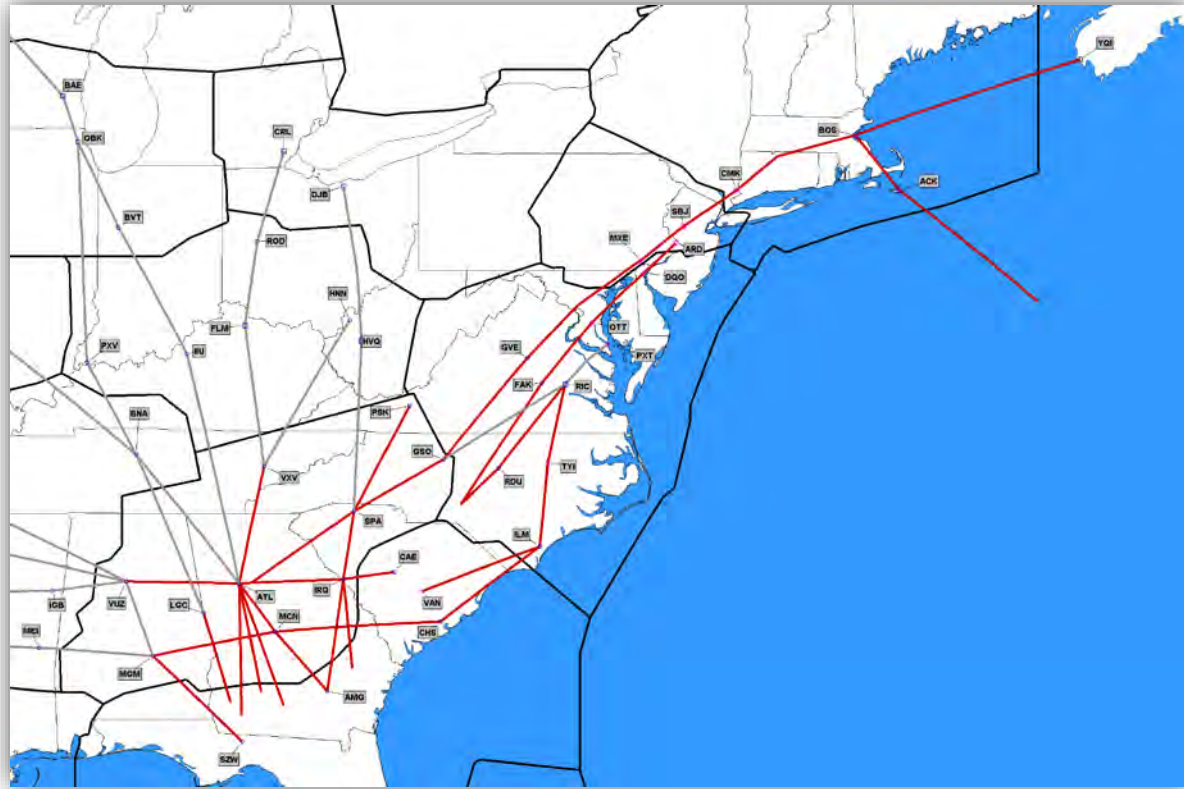 YQI
BAE
OBK
CRL
BOS
CMK
DJB
ACK
SBJ
BVT
ROD
MXE
ARD
DQO
HNN
FLM
OTT
HVQ
PXV
IIU
GVE
PXT
FAK
RIC
PSK
BNA
GSO
VXV
RDU
TYI
SPA
ILM
CAE
IGB
VUZ
LGC
ATL
IRQ
VAN
MCN
CHS
MGM
AMG
SZW